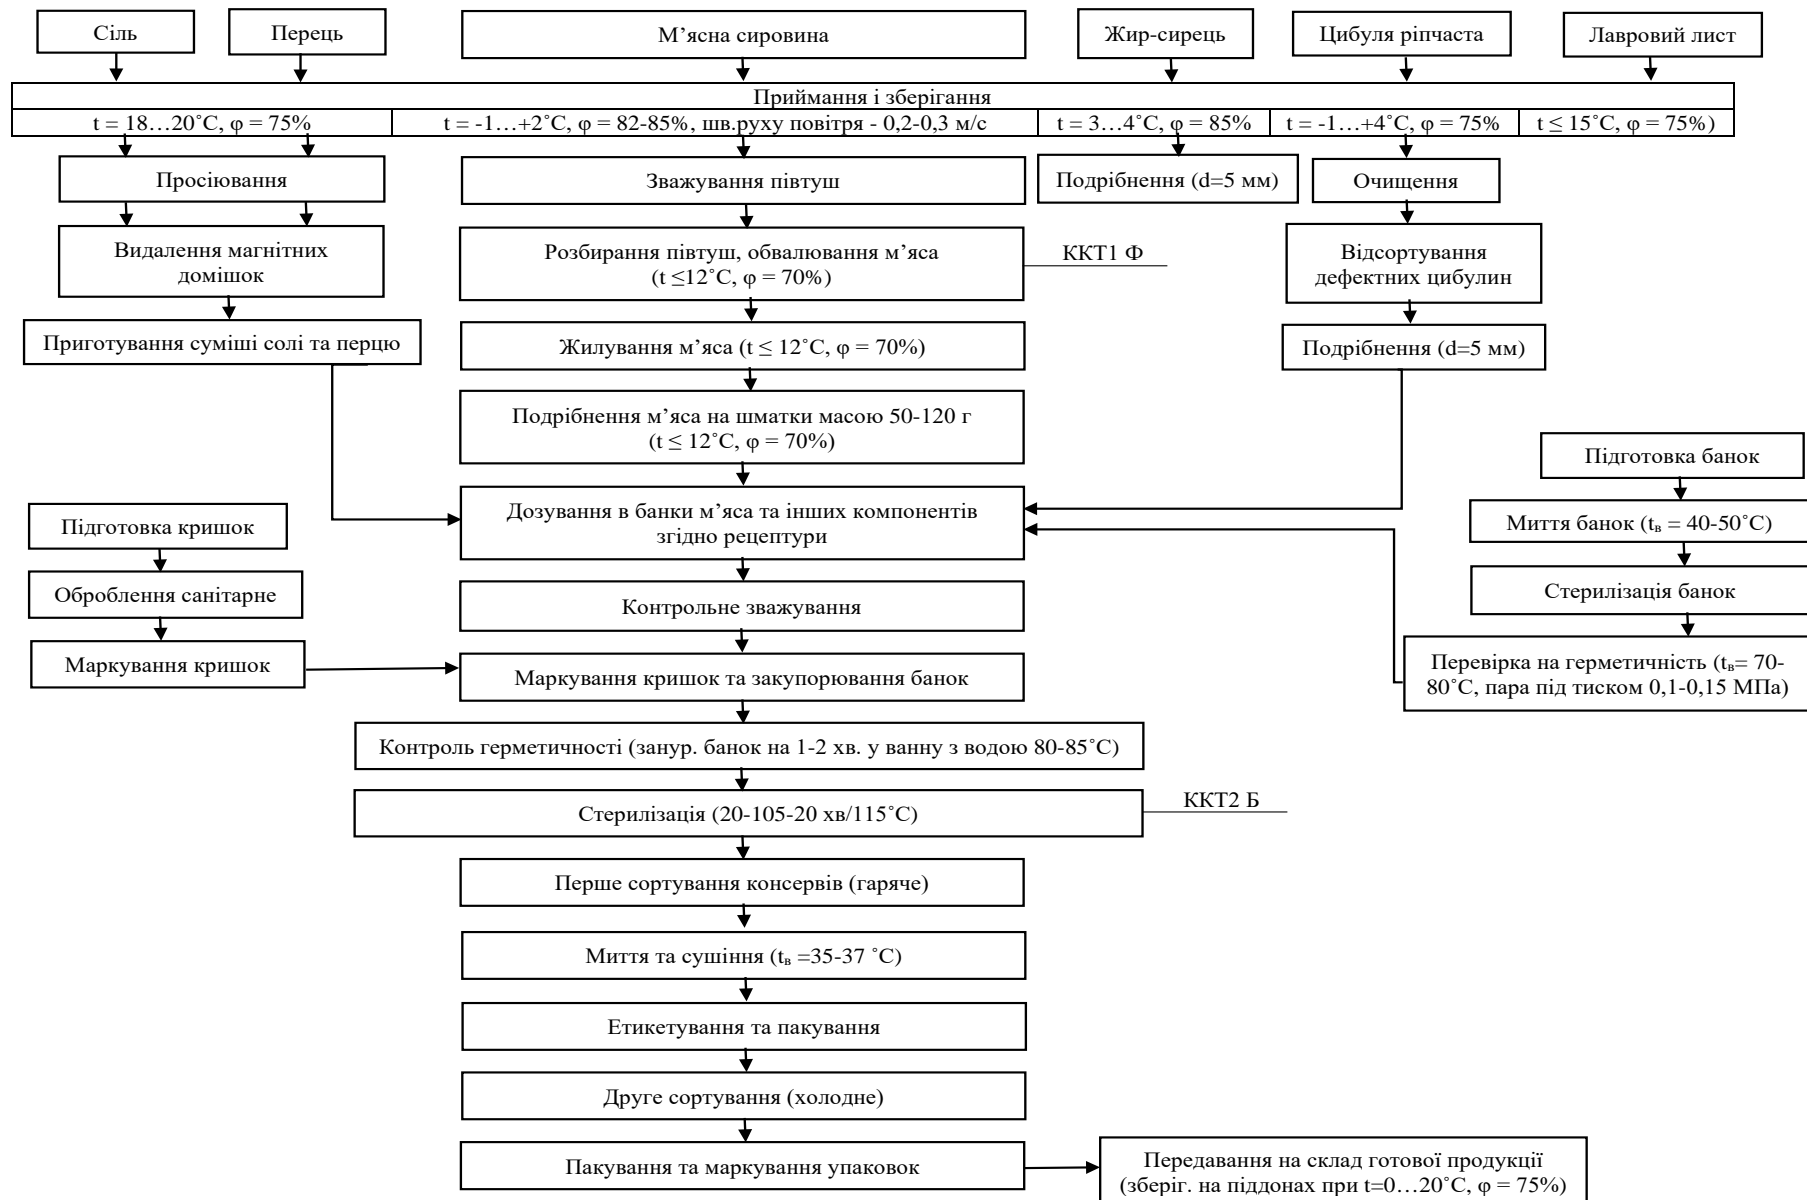 Сіль
Перець
М’ясна сировина
Жир-сирець
Цибуля ріпчаста
Лавровий лист
Приймання і зберігання
t = 18…20˚С, φ = 75%
t = -1…+2˚С, φ = 82-85%, шв.руху повітря - 0,2-0,3 м/с
t = 3…4˚С, φ = 85%
t = -1…+4˚С, φ = 75%
t ≤ 15˚С, φ = 75%)
Просіювання
Зважування півтуш
Подрібнення (d=5 мм)
Очищення
Видалення магнітних
домішок
Розбирання півтуш, обвалювання м’яса
(t ≤12˚С, φ = 70%)
ККТ1 Ф
Відсортування
дефектних цибулин
Приготування суміші солі та перцю
Жилування м’яса (t ≤ 12˚С, φ = 70%)
Подрібнення (d=5 мм)
Подрібнення м’яса на шматки масою 50-120 г
(t ≤ 12˚С, φ = 70%)
Підготовка банок
Підготовка кришок
Дозування в банки м’яса та інших компонентів
згідно рецептури
Миття банок (tв = 40-50˚С)
Оброблення санітарне
Контрольне зважування
Стерилізація банок
Маркування кришок
Маркування кришок та закупорювання банок
Перевірка на герметичність (tв= 70-
80˚С, пара під тиском 0,1-0,15 МПа)
Контроль герметичності (занур. банок на 1-2 хв. у ванну з водою 80-85˚С)
Стерилізація (20-105-20 хв/115˚С)
ККТ2 Б
Перше сортування консервів (гаряче)
Миття та сушіння (tв =35-37 ˚С)
Етикетування та пакування
Друге сортування (холодне)
Пакування та маркування упаковок
Передавання на склад готової продукції
(зберіг. на піддонах при t=0…20˚С, φ = 75%)